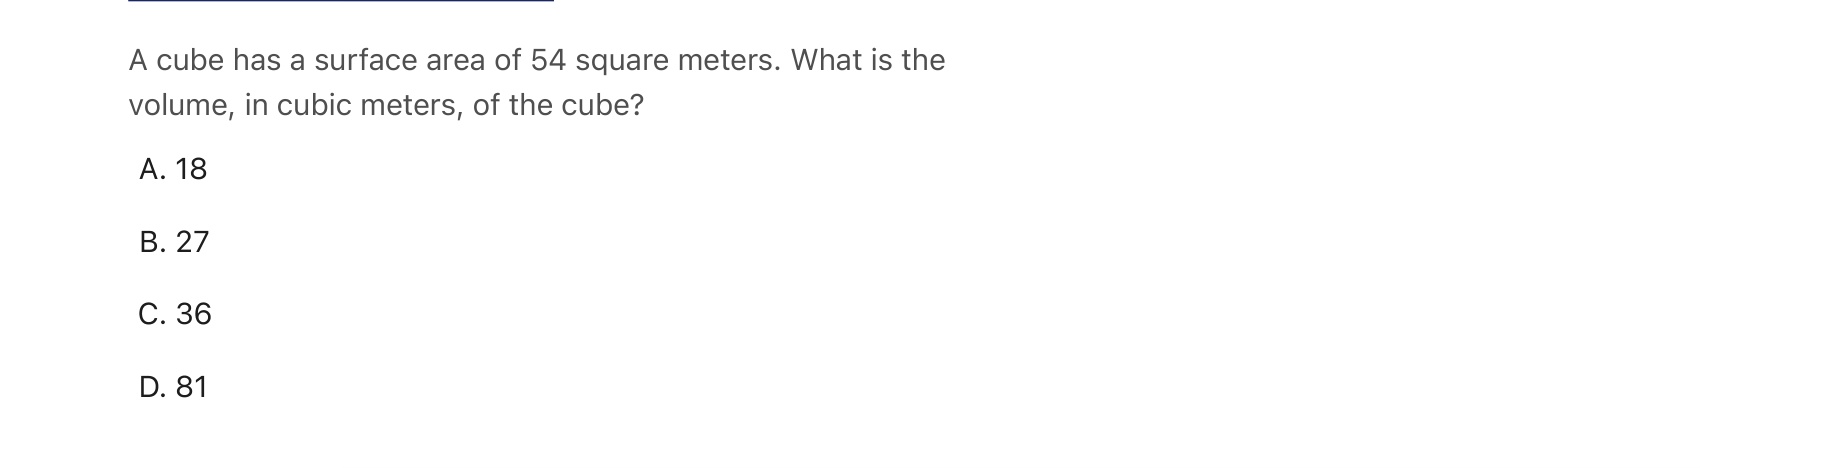 A cube has a surface area of 54 square meters. What is the
volume, in cubic meters, of the cube?
A. 18
B. 27
C. 36
D. 81